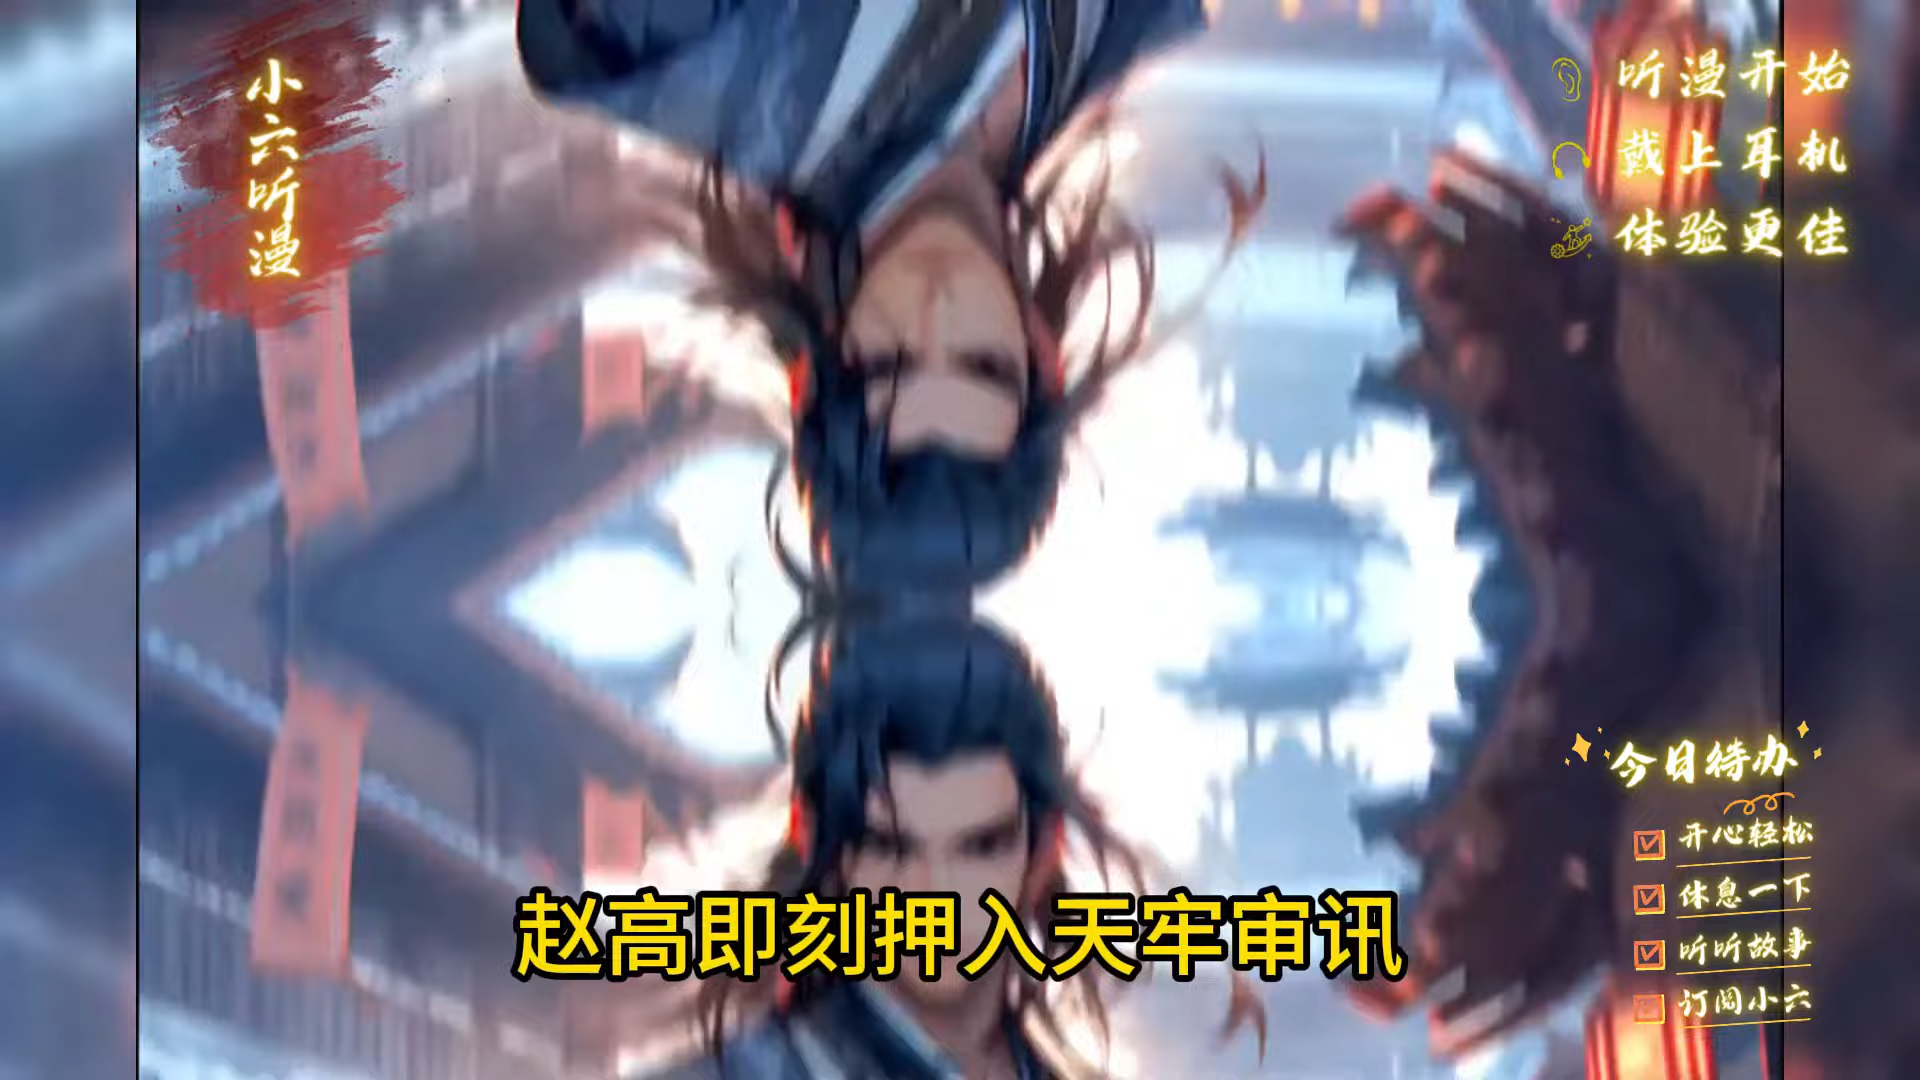 小六听漫
听漫开始
戴上耳机
体验更佳
今日待办
开心轻松
休息一下
听听故事
订阅小六
赵高即刻押入天牢审讯